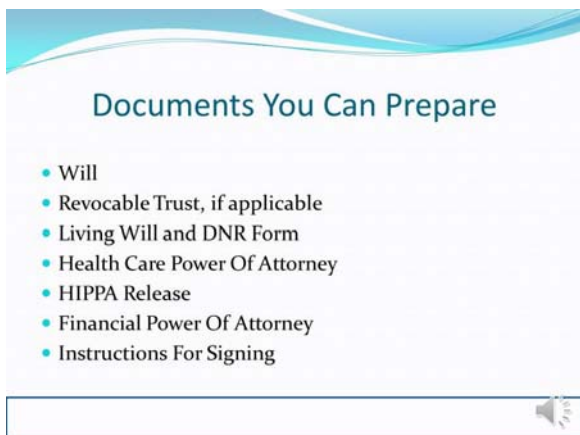 Documents You Can Prepare
• Will
• Revocable Trust, if applicable
• Living Will and DNR Form
• Health Care Power Of Attorney
• HIPPA Release
• Financial Power Of Attorney
• Instructions For Signing